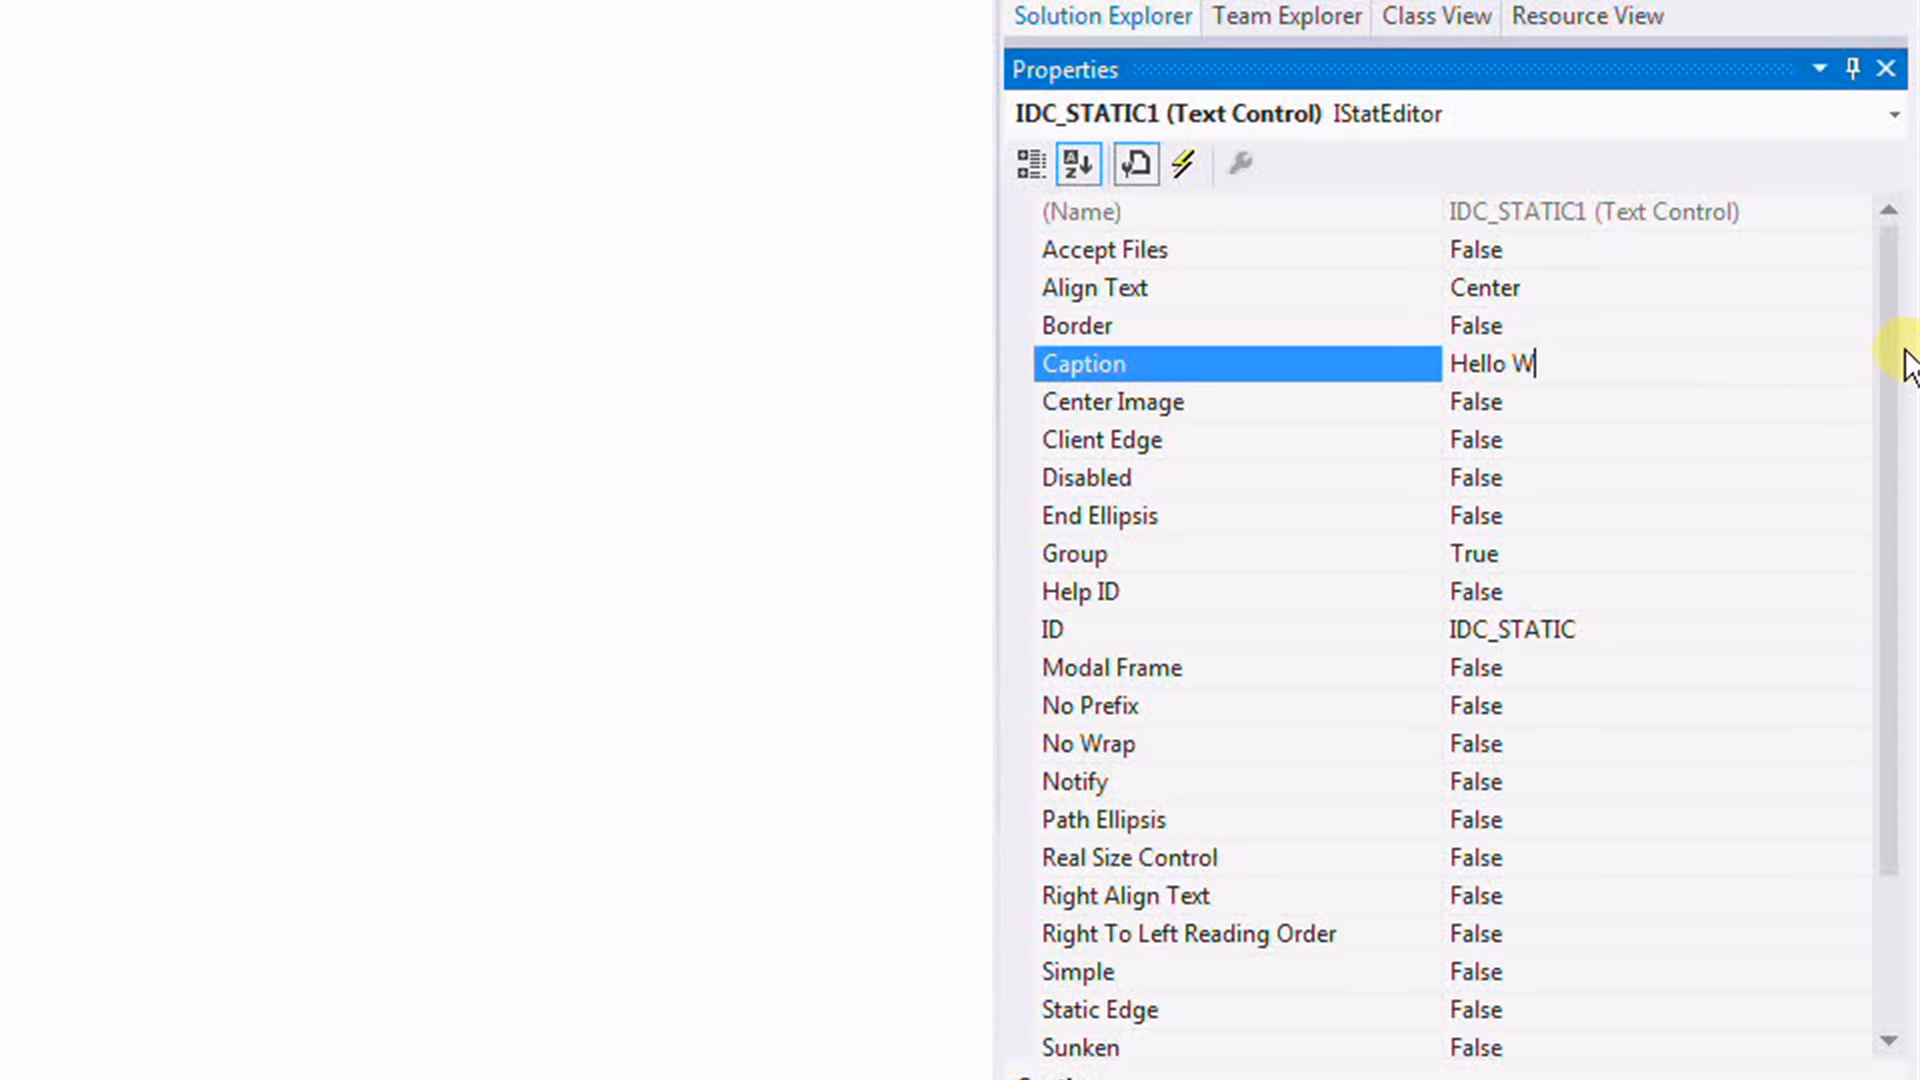 Solution Explorer Team Explorer Class View Resource View
Properties
IDC_STATIC1 (Text Control) IStatEditor
(Name) IDC_STATIC1 (Text Control)
Accept Files False
Align Text Center
Border False
Caption Hello W
Center Image False
Client Edge False
Disabled False
End Ellipsis False
Group True
Help ID False
ID IDC_STATIC
Modal Frame False
No Prefix False
No Wrap False
Notify False
Path Ellipsis False
Real Size Control False
Right Align Text False
Right To Left Reading Order False
Simple False
Static Edge False
Sunken False